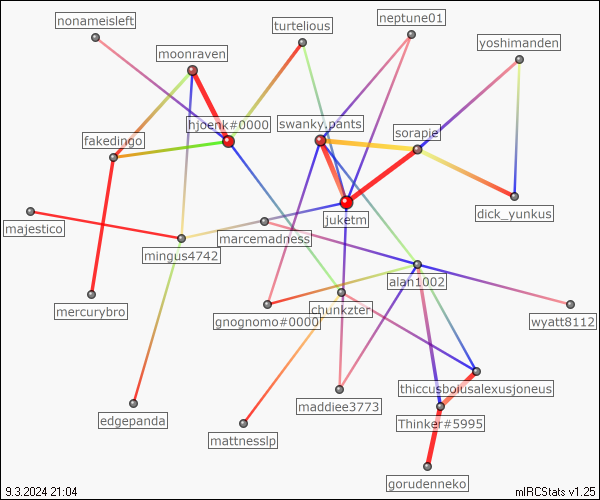 nonameisleft
turtelious
neptune01
yoshimanden
moonraven
hjoenk#0000
swanky.pants
sorapie
fakedingo
majestico
juketm
dick_yunkus
marcemadness
mingus4742
alan1002
mercurybro
gnognomo#0000
chunkzter
wyatt8112
thiccusboiusalexusjoneus
maddiee3773
edgepanda
Thinker#5995
mattnesslp
gorudenneko
9.3.2024 21:04
mIRCStats v1.25